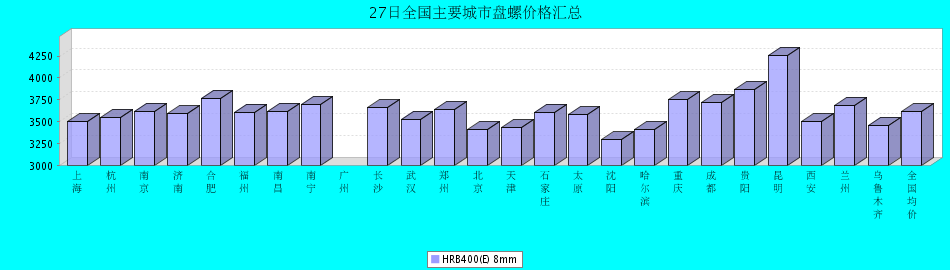 27日全国主要城市盘螺价格汇总
4250
4000
3750
3500
3250
3000
上海
杭州
南京
济南
合肥
福州
南昌
南宁
广州
长沙
武汉
郑州
北京
天津
石家庄
太原
沈阳
哈尔滨
重庆
成都
贵阳
昆明
西安
兰州
乌鲁木齐
全国均价
HRB400(E) 8mm